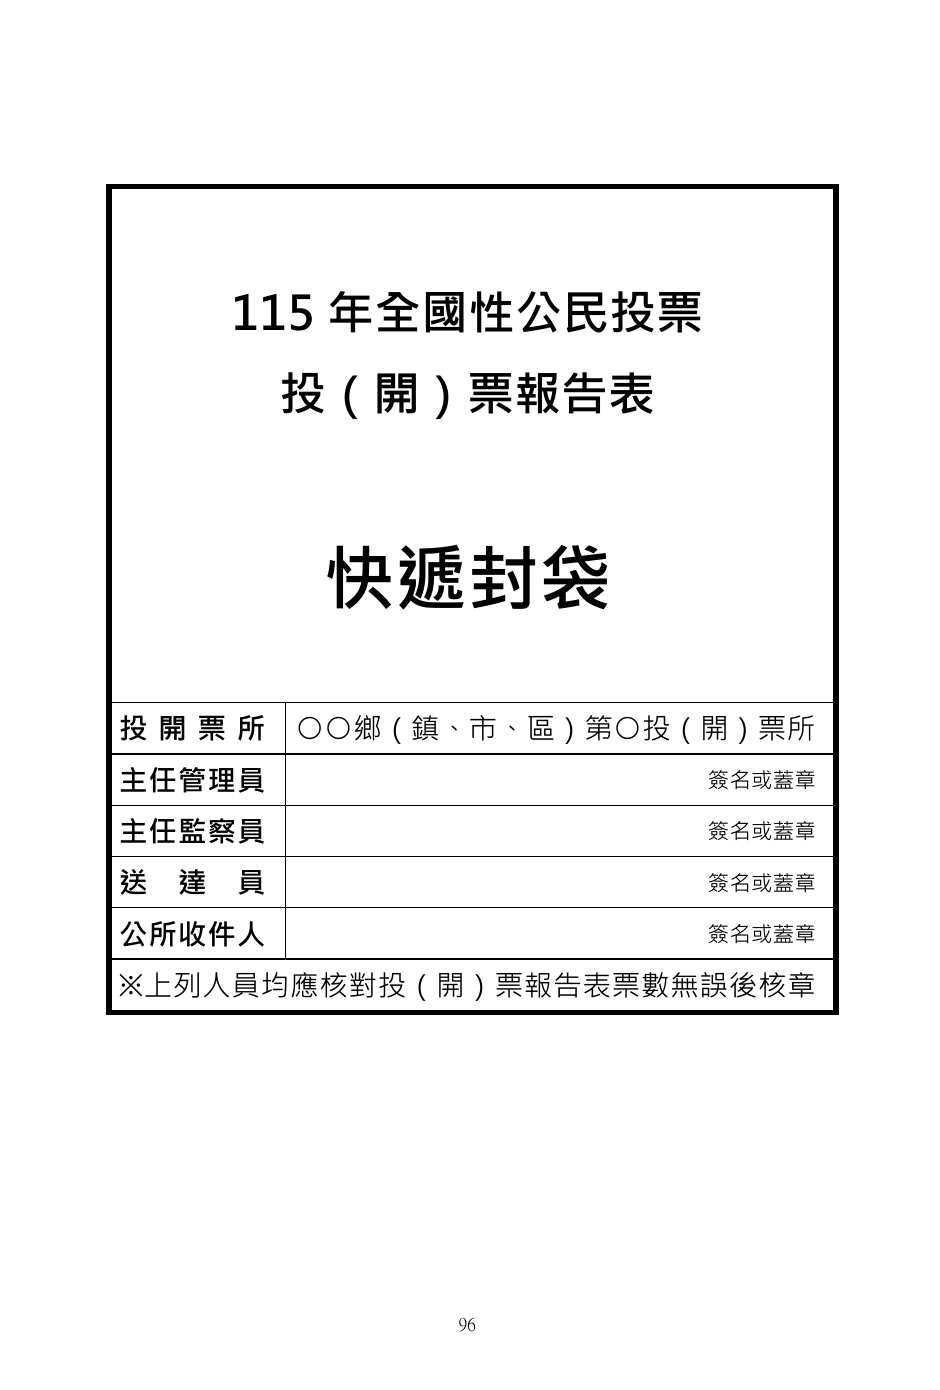 115 年全國性公民投票
投（開）票報告表
快遞封袋
投開票所 〇〇鄉（鎮、市、區）第〇投（開）票所
主任管理員 簽名或蓋章
主任監察員 簽名或蓋章
送達員 簽名或蓋章
公所收件人 簽名或蓋章
※上列人員均應核對投（開）票報告表票數無誤後核章
96